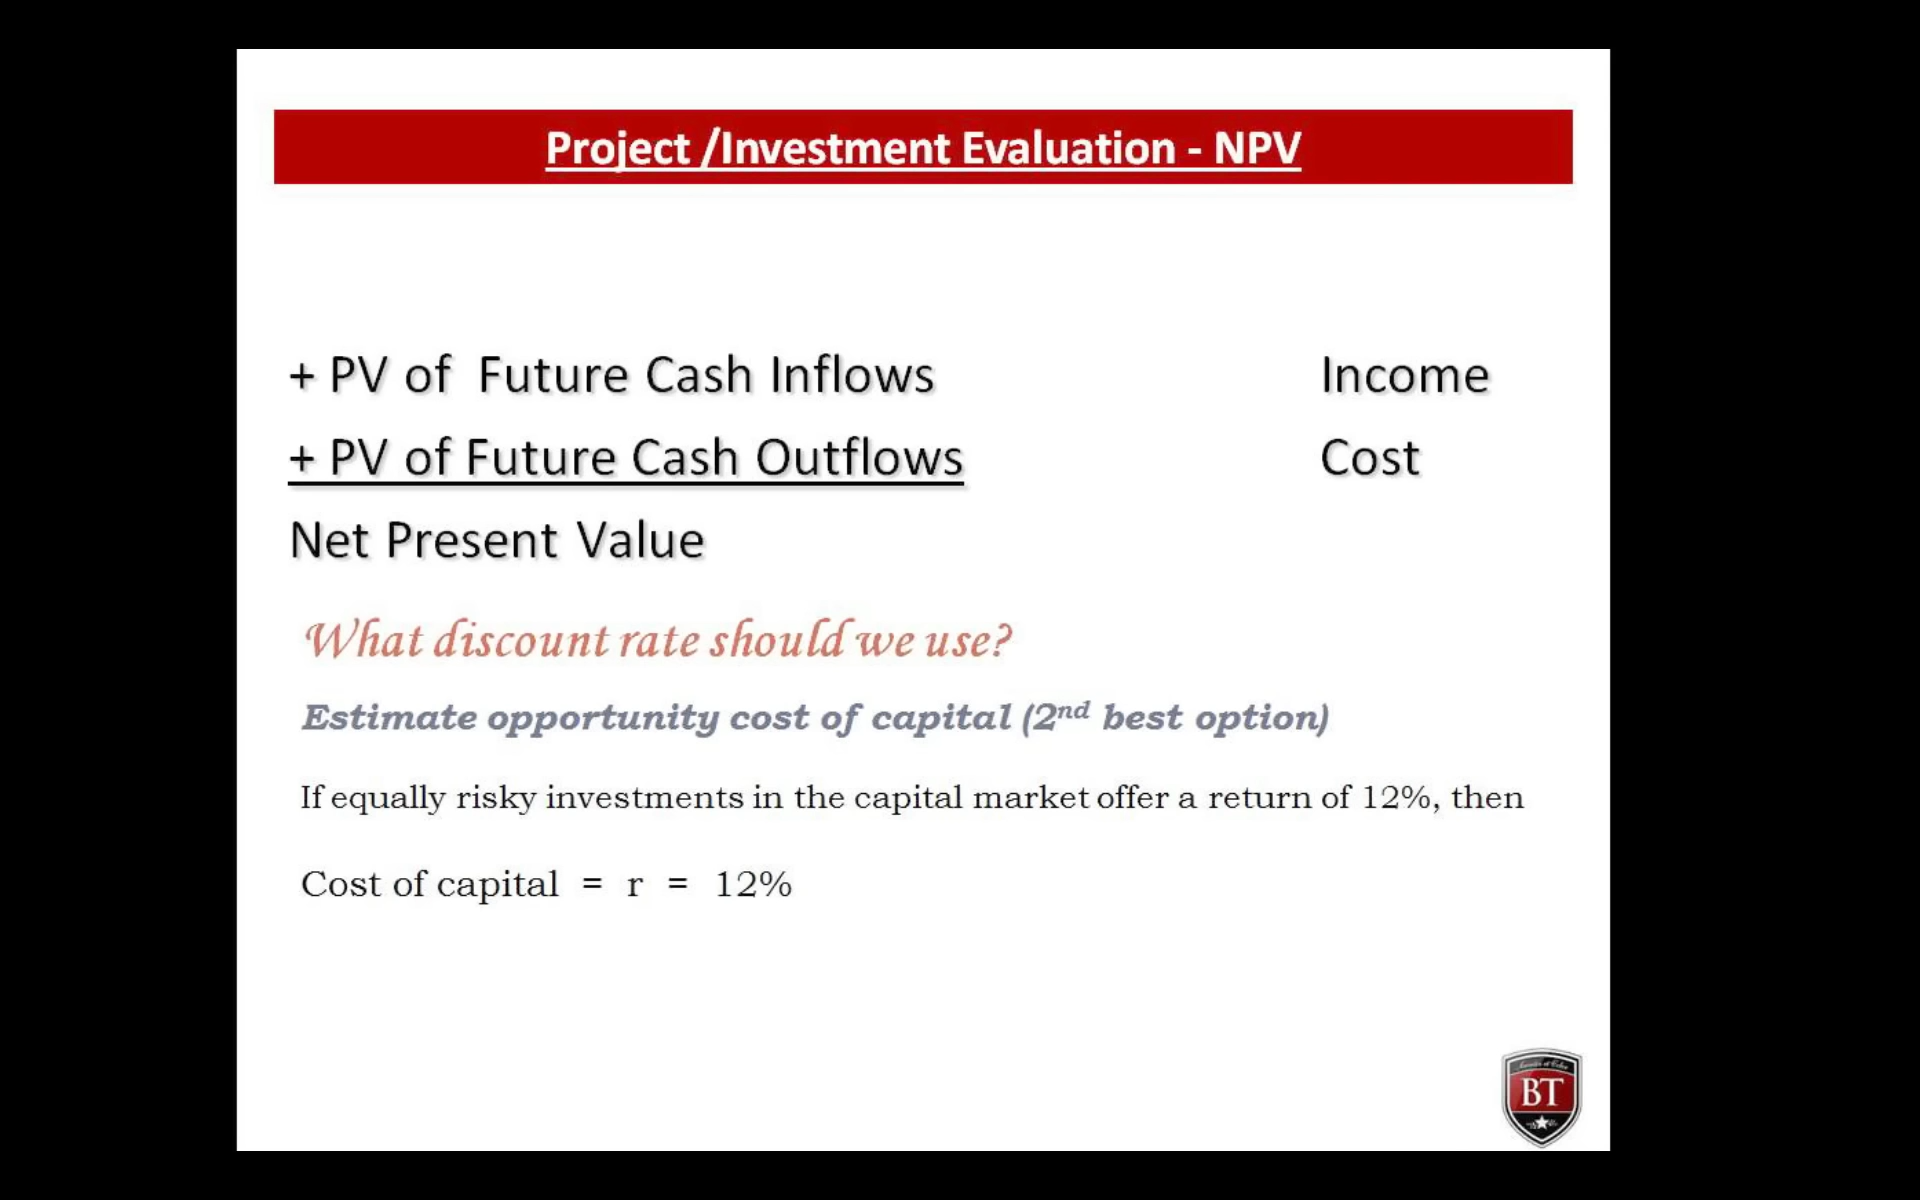 Project /Investment Evaluation - NPV
+ PV of Future Cash Inflows Income
+ PV of Future Cash Outflows Cost
Net Present Value
What discount rate should we use?
Estimate opportunity cost of capital (2nd best option)
If equally risky investments in the capital market offer a return of 12%, then
Cost of capital = r = 12%
BT